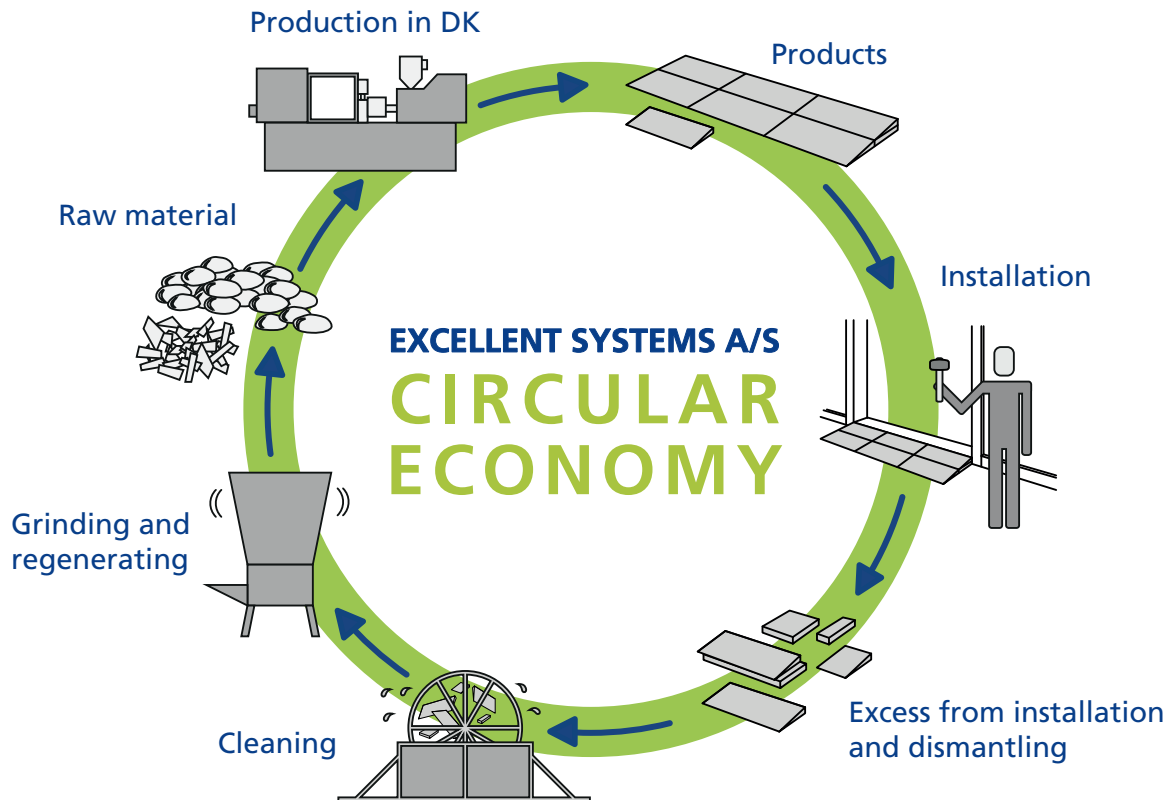 Production in DK
Products
Raw material
Installation
EXCELLENT SYSTEMS A/S
CIRCULAR
ECONOMY
Grinding and
regenerating
Excess from installation
and dismantling
Cleaning